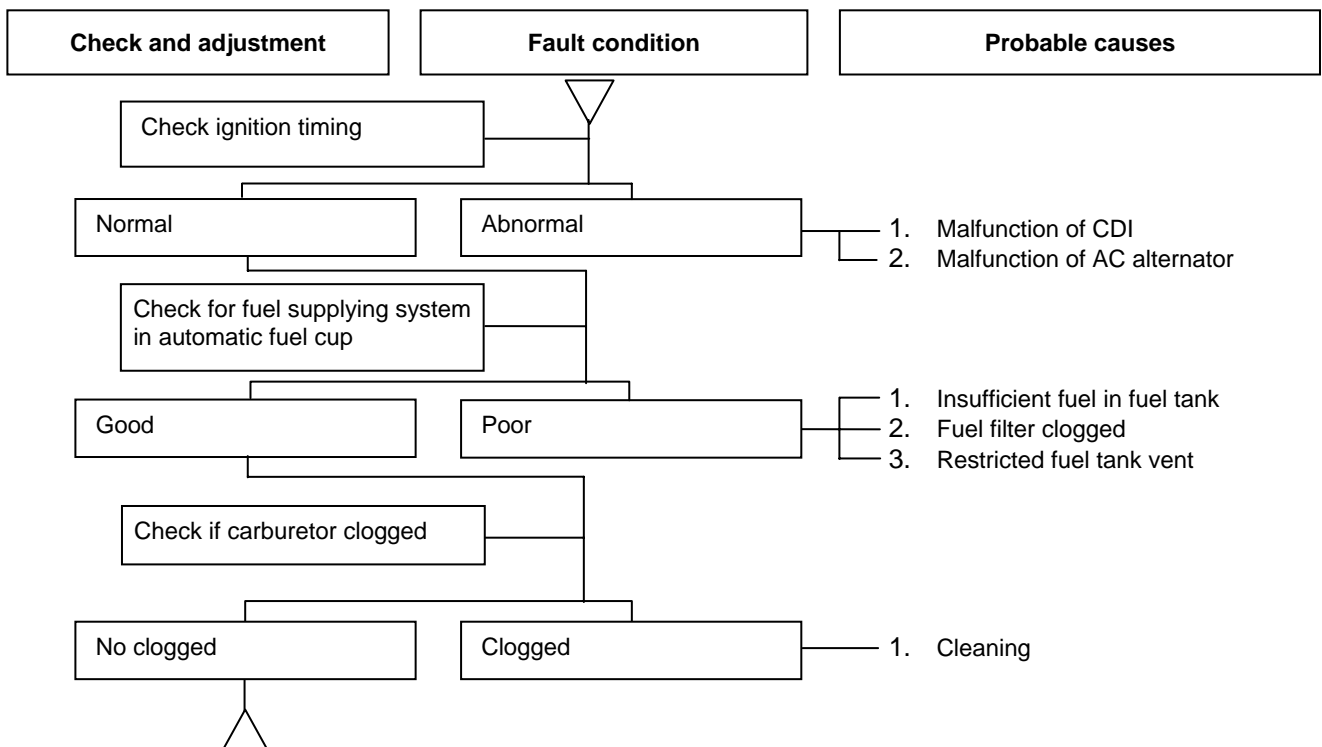 Check and adjustment
Fault condition
Probable causes
Check ignition timing
Normal
Abnormal
1. Malfunction of CDI
2. Malfunction of AC alternator
Check for fuel supplying system
in automatic fuel cup
Good
Poor
1. Insufficient fuel in fuel tank
2. Fuel filter clogged
3. Restricted fuel tank vent
Check if carburetor clogged
No clogged
Clogged
1. Cleaning